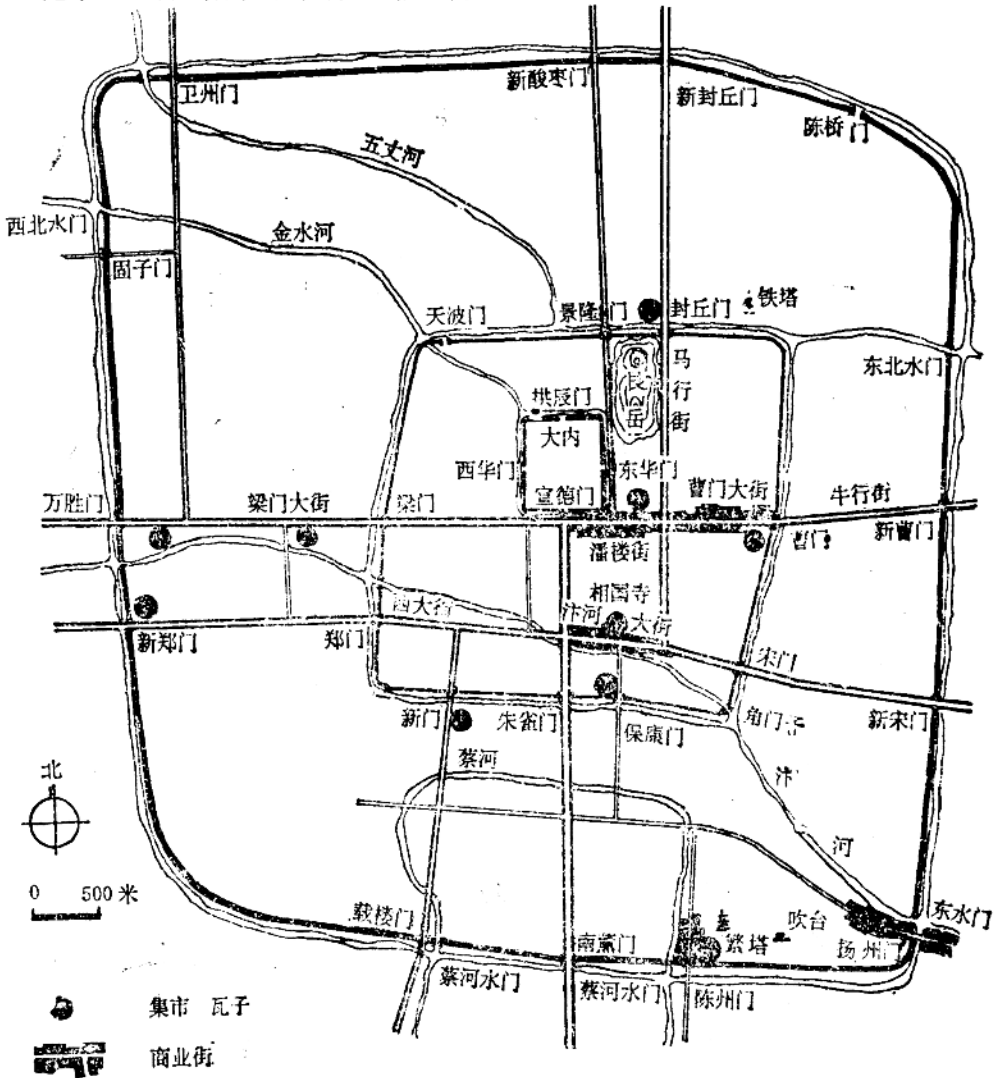 新酸枣门
卫州门
新封丘门
陈桥门
五丈河
西北水门
金水河
固子门
天波门
景隆门
封丘门
铁塔
东北水门
马行街
艮岳
拱辰门
大内
西华门
东华门
宣德门
曹门大街
牛行街
万胜门
梁门大街
梁门
新曹门
曹门
潘楼街
相国寺
西大街
汴河
大街
新郑门
郑门
宋门
新门
朱雀门
保康门
角门子
新宋门
北
蔡河
汴
河
0 500米
戴楼门
南薰门
繁塔
吹台
扬州门
东水门
蔡河水门
蔡河水门
陈州门
集市 瓦子
商业街